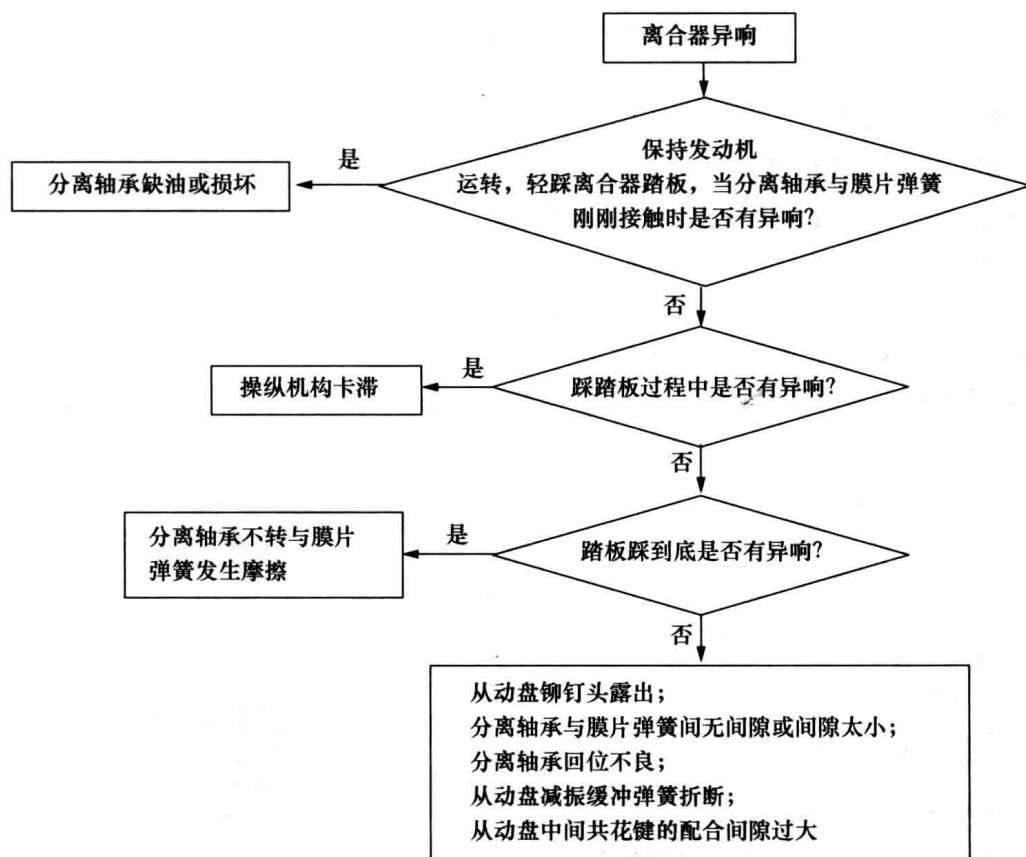 离合器异响
保持发动机
运转，轻踩离合器踏板，当分离轴承与膜片弹簧
刚刚接触时是否有异响？
是
分离轴承缺油或损坏
否
踩踏板过程中是否有异响？
是
操纵机构卡滞
否
踏板踩到底是否有异响？
是
分离轴承不转与膜片
弹簧发生摩擦
否
从动盘铆钉头露出；
分离轴承与膜片弹簧间无间隙或间隙太小；
分离轴承回位不良；
从动盘减振缓冲弹簧折断；
从动盘中间共花键的配合间隙过大